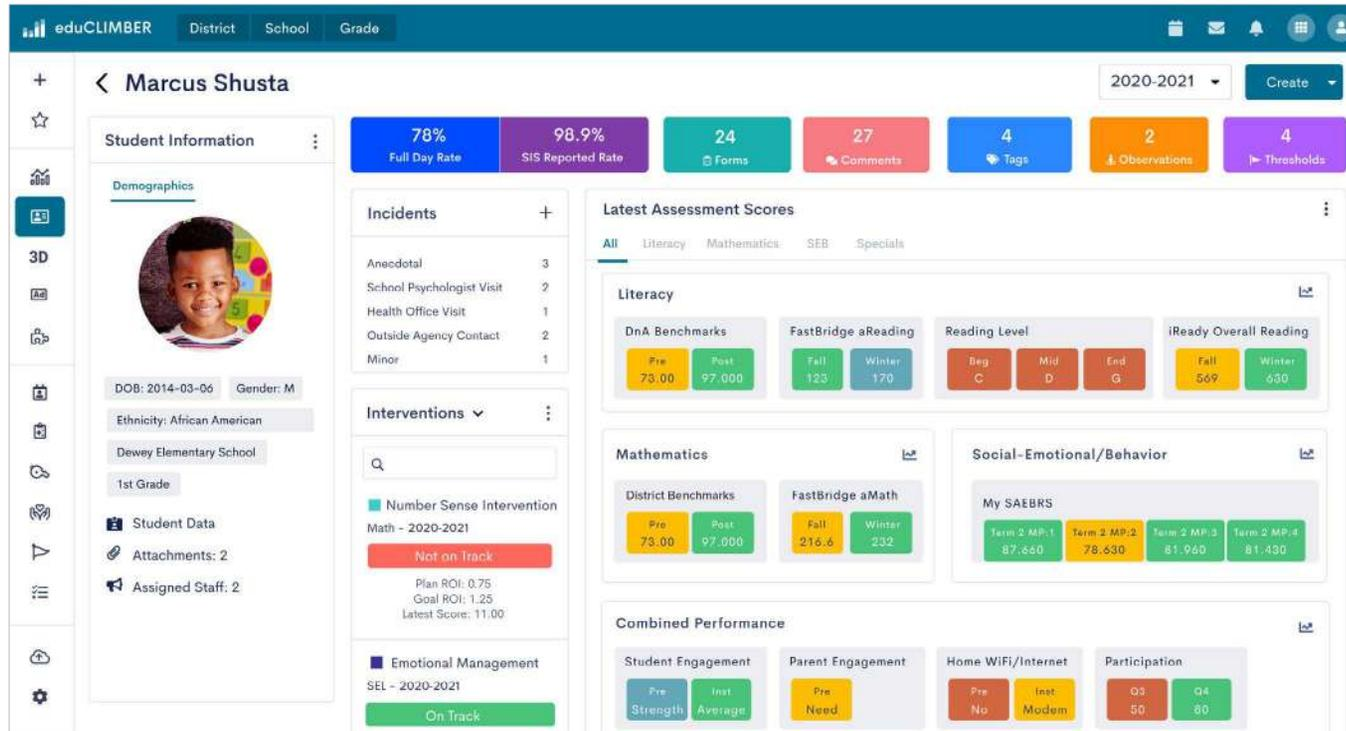 eduCLIMBER District School Grade
Marcus Shusta
2020-2021 Create
Student Information
Demographics
DOB: 2014-03-06 Gender: M
Ethnicity: African American
Dewey Elementary School
1st Grade
Student Data
Attachments: 2
Assigned Staff: 2
3D
Ad
78% 98.9% 24 27 4 2 4
Full Day Rate SIS Reported Rate Forms Comments Tags Observations Thresholds
Incidents
Anecdotal 3
School Psychologist Visit 2
Health Office Visit 1
Outside Agency Contact 2
Minor 1
Interventions
Number Sense Intervention
Math - 2020-2021
Not on Track
Plan ROI: 0.75
Goal ROI: 1.25
Latest Score: 11.00
Emotional Management
SEL - 2020-2021
On Track
Latest Assessment Scores
All Literacy Mathematics SEB Specials
Literacy
DnA Benchmarks FastBridge aReading Reading Level iReady Overall Reading
Pre Post Fall Winter Beg Mid End Fall Winter
73.00 97.000 123 170 C D G 569 630
Mathematics
District Benchmarks FastBridge aMath
Pre Post Fall Winter
73.00 97.000 216.6 232
Social-Emotional/Behavior
My SAEBRS
Term 2 MP:1 Term 2 MP:2 Term 2 MP:3 Term 2 MP:4
87.660 78.630 81.960 81.430
Combined Performance
Student Engagement Parent Engagement Home WiFi/Internet Participation
Pre Inst Pre Pre Inst Q3 Q4
Strength Average Need No Modem 50 80